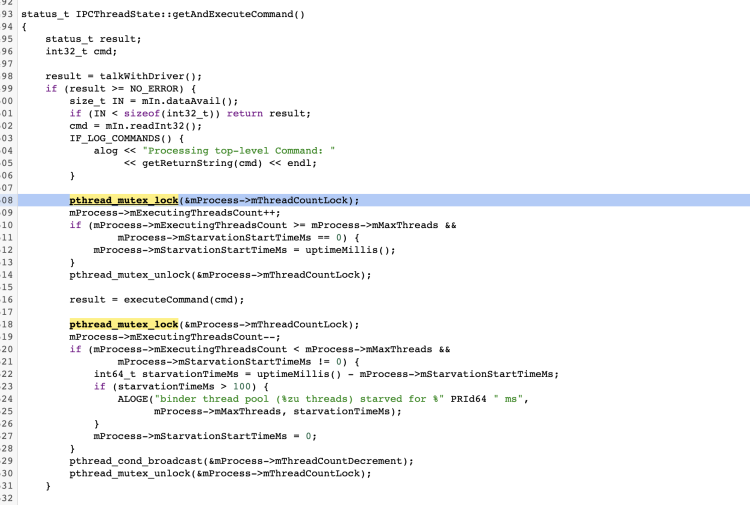 92
93 status_t IPCThreadState::getAndExecuteCommand()
94 {
95     status_t result;
96     int32_t cmd;
97
98     result = talkWithDriver();
99     if (result >= NO_ERROR) {
00         size_t IN = mIn.dataAvail();
01         if (IN < sizeof(int32_t)) return result;
02         cmd = mIn.readInt32();
03         IF_LOG_COMMANDS() {
04             alog << "Processing top-level Command: "
05                  << getReturnString(cmd) << endl;
06         }
07
08         pthread_mutex_lock(&mProcess->mThreadCountLock);
09         mProcess->mExecutingThreadsCount++;
10         if (mProcess->mExecutingThreadsCount >= mProcess->mMaxThreads &&
11                 mProcess->mStarvationStartTimeMs == 0) {
12             mProcess->mStarvationStartTimeMs = uptimeMillis();
13         }
14         pthread_mutex_unlock(&mProcess->mThreadCountLock);
15
16         result = executeCommand(cmd);
17
18         pthread_mutex_lock(&mProcess->mThreadCountLock);
19         mProcess->mExecutingThreadsCount--;
20         if (mProcess->mExecutingThreadsCount < mProcess->mMaxThreads &&
21                 mProcess->mStarvationStartTimeMs != 0) {
22             int64_t starvationTimeMs = uptimeMillis() - mProcess->mStarvationStartTimeMs;
23             if (starvationTimeMs > 100) {
24                 ALOGE("binder thread pool (%zu threads) starved for %" PRId64 " ms",
25                       mProcess->mMaxThreads, starvationTimeMs);
26             }
27             mProcess->mStarvationStartTimeMs = 0;
28         }
29         pthread_cond_broadcast(&mProcess->mThreadCountDecrement);
30         pthread_mutex_unlock(&mProcess->mThreadCountLock);
31     }
32